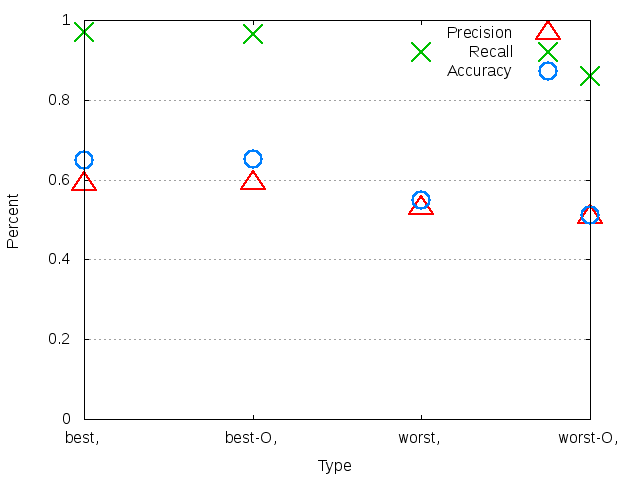 Precision
Recall
Accuracy
1
0.8
0.6
0.4
0.2
0
Percent
best,
best-O,
worst,
worst-O,
Type